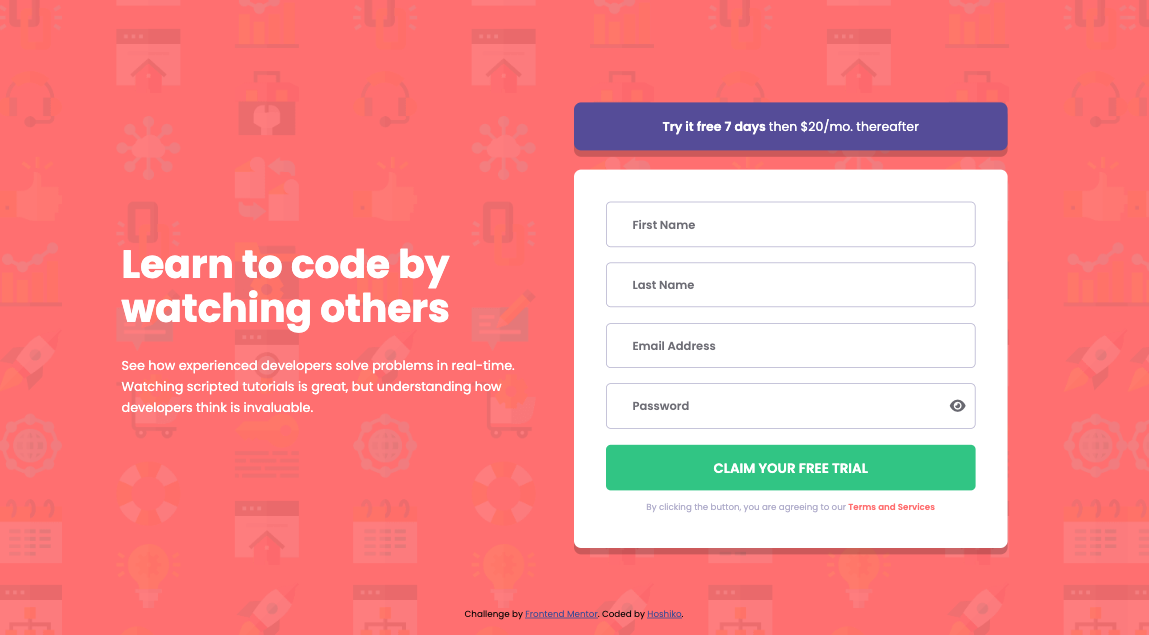 Learn to code by
watching others
See how experienced developers solve problems in real-time.
Watching scripted tutorials is great, but understanding how
developers think is invaluable.
Try it free 7 days then $20/mo. thereafter
First Name
Last Name
Email Address
Password
CLAIM YOUR FREE TRIAL
By clicking the button, you are agreeing to our Terms and Services
Challenge by Frontend Mentor. Coded by Hoshiko.